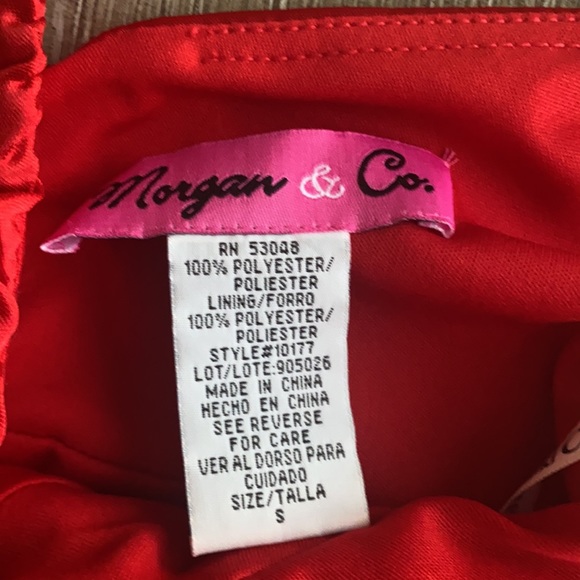 Morgan & Co.
RN 53048
100% POLYESTER/
POLIESTER
LINING/FORRO
100% POLYESTER/
POLIESTER
STYLE#10177
LOT/LOTE:905026
MADE IN CHINA
HECHO EN CHINA
SEE REVERSE
FOR CARE
VER AL DORSO PARA
CUIDADO
SIZE/TALLA
S